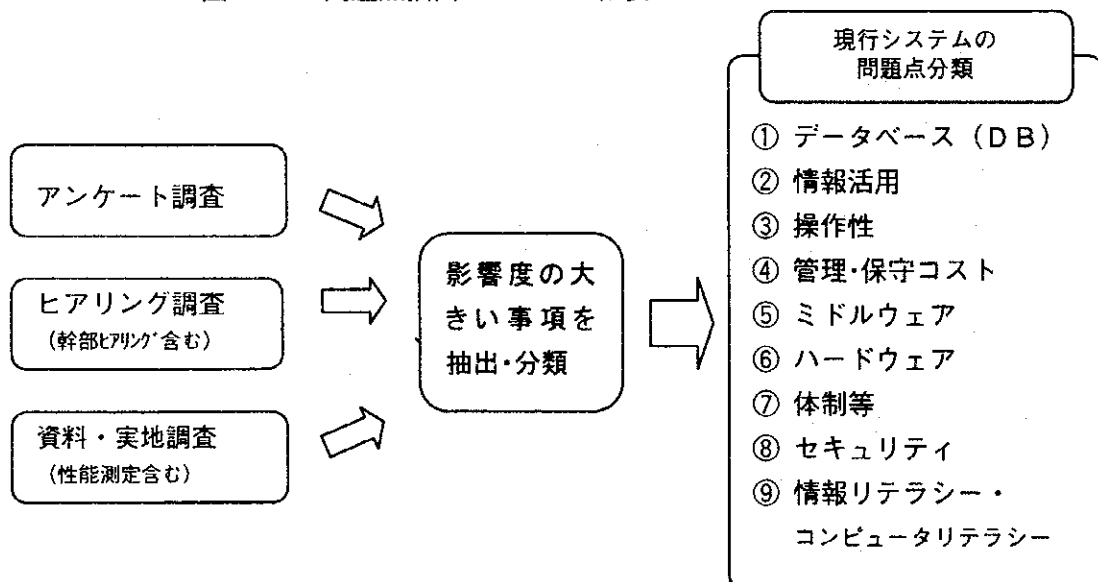 アンケート調査
ヒアリング調査
(幹部ﾋｱﾘﾝｸﾞ含む)
資料・実地調査
(性能測定含む)
影響度の大
きい事項を
抽出・分類
現行システムの
問題点分類
① データベース（ＤＢ）
② 情報活用
③ 操作性
④ 管理・保守コスト
⑤ ミドルウェア
⑥ ハードウェア
⑦ 体制等
⑧ セキュリティ
⑨ 情報リテラシー・
コンピュータリテラシー